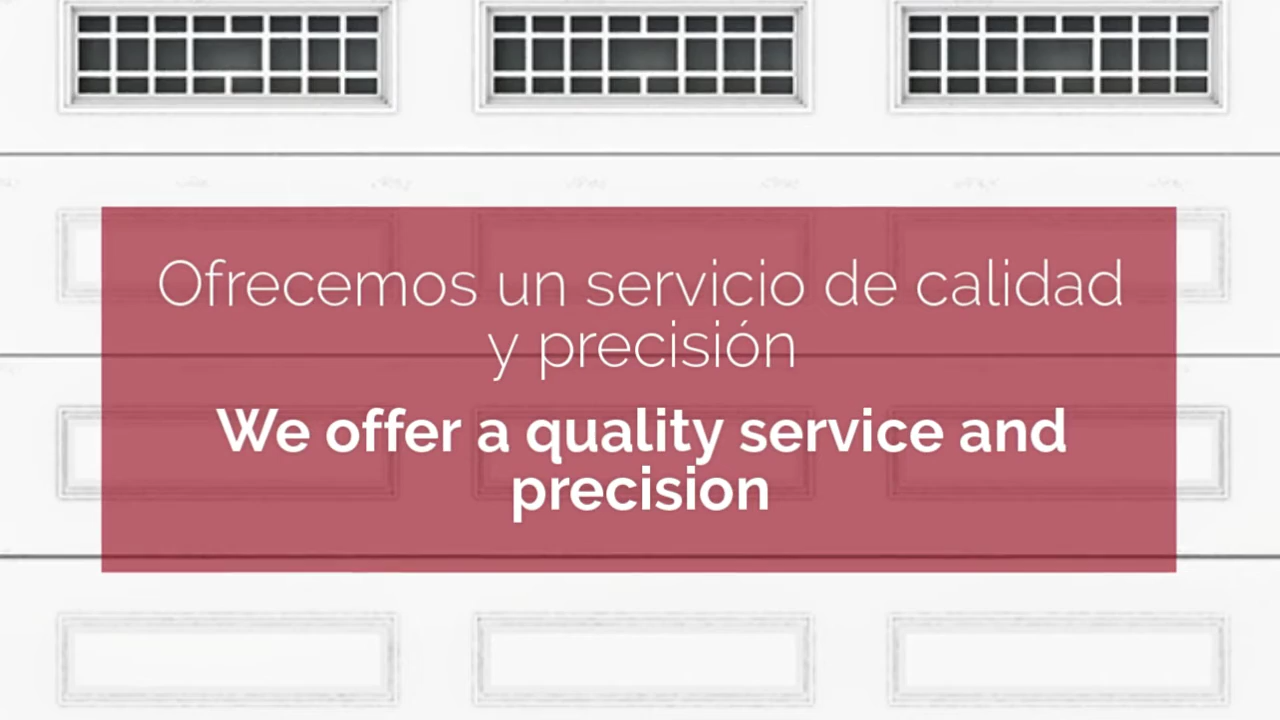 Ofrecemos un servicio de calidad
y precisión
We offer a quality service and
precision